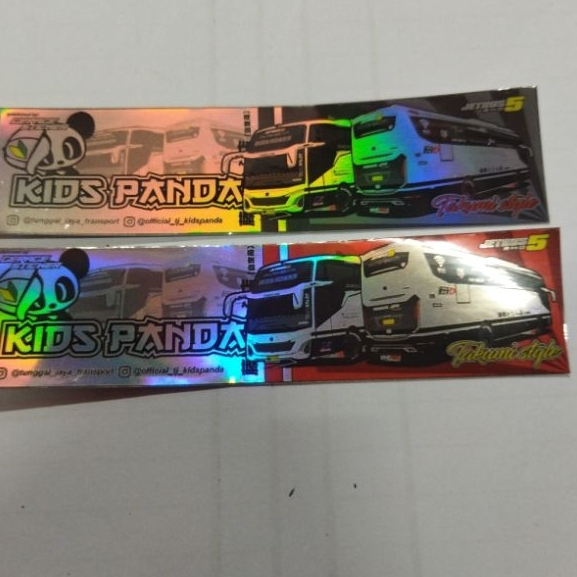 JETBUS 5
KIDS PANDA
Takumi style
@tunggal_jaya_transport @official_tj_kidspanda
JETBUS 5
KIDS PANDA
Takumi style
@tunggal_jaya_transport @official_tj_kidspanda